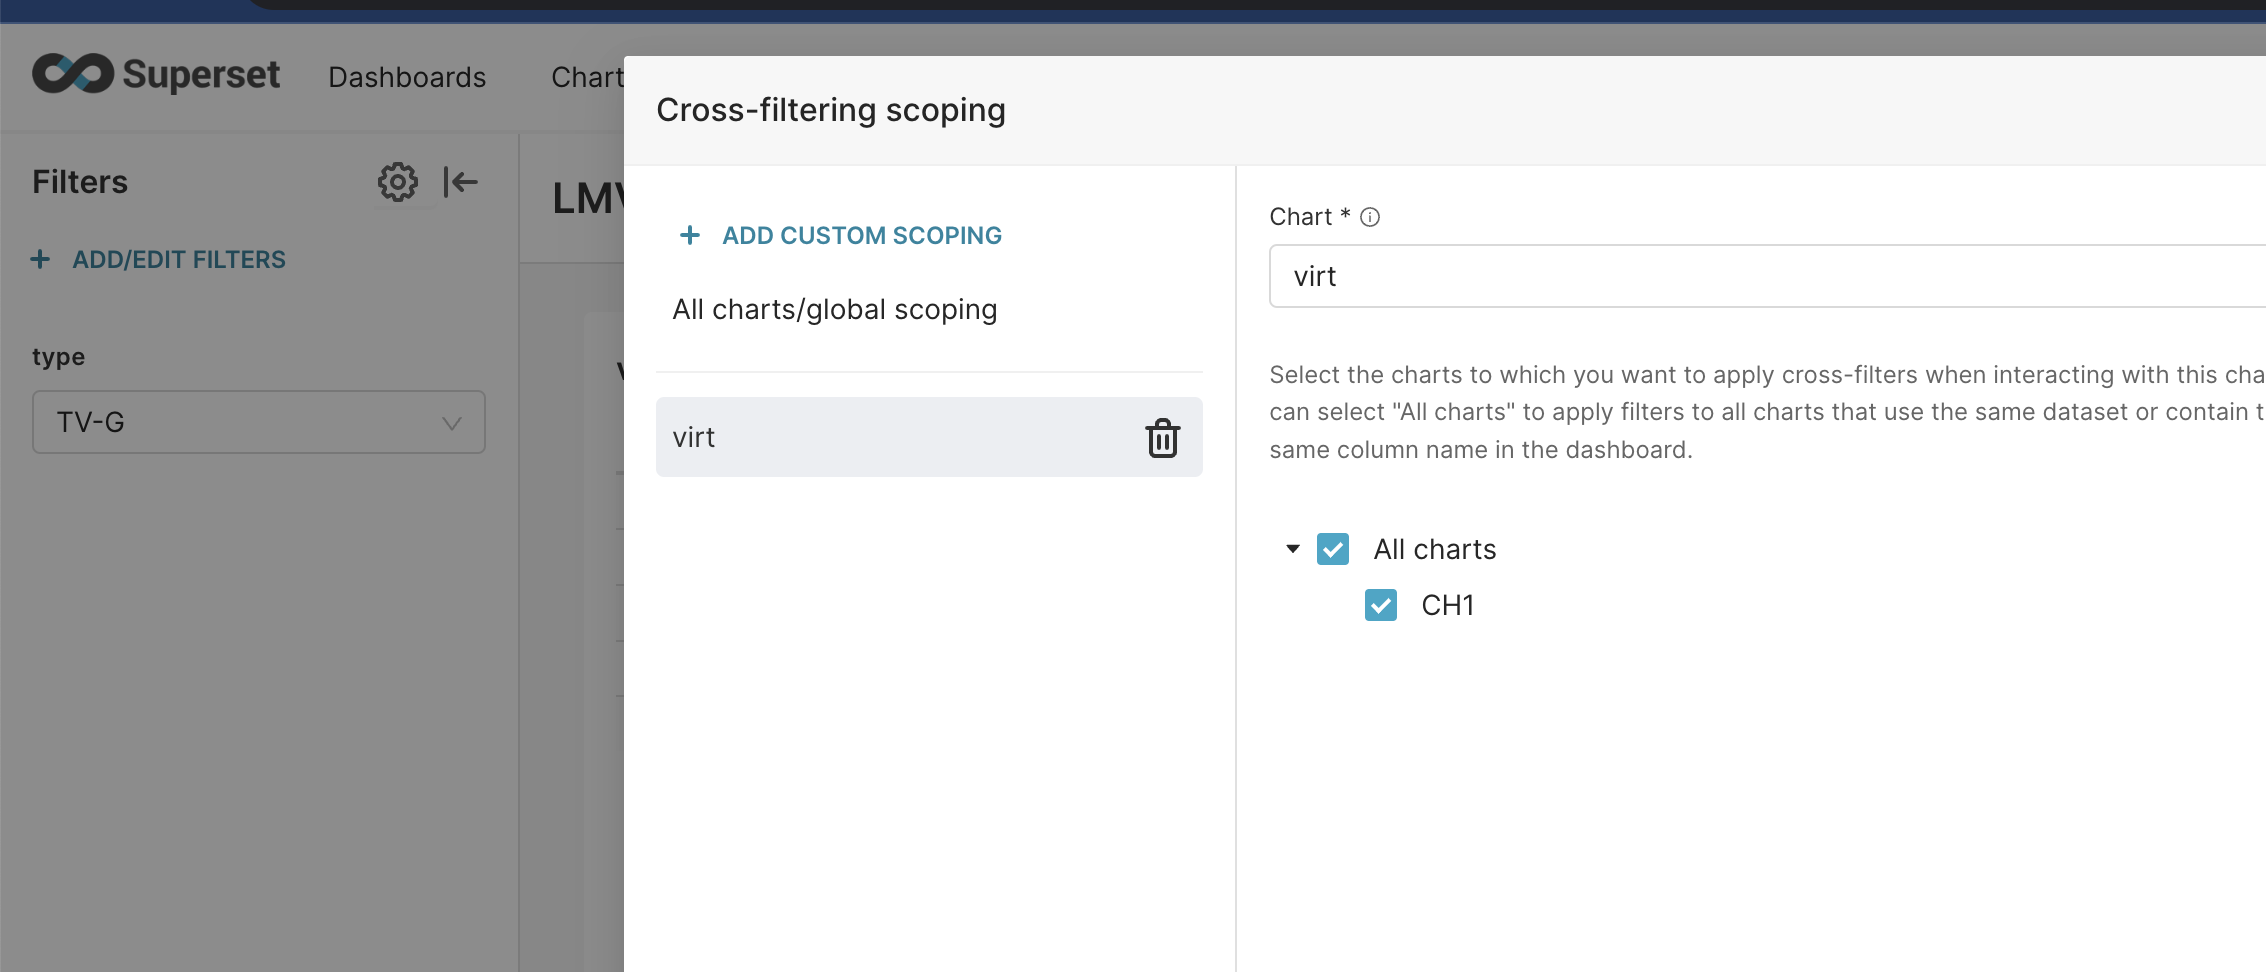 Superset
Dashboards
Chart
Cross-filtering scoping
Filters
+ ADD/EDIT FILTERS
type
TV-G
LM
+ ADD CUSTOM SCOPING
All charts/global scoping
virt
Chart *
virt
Select the charts to which you want to apply cross-filters when interacting with this cha
can select "All charts" to apply filters to all charts that use the same dataset or contain t
same column name in the dashboard.
All charts
CH1